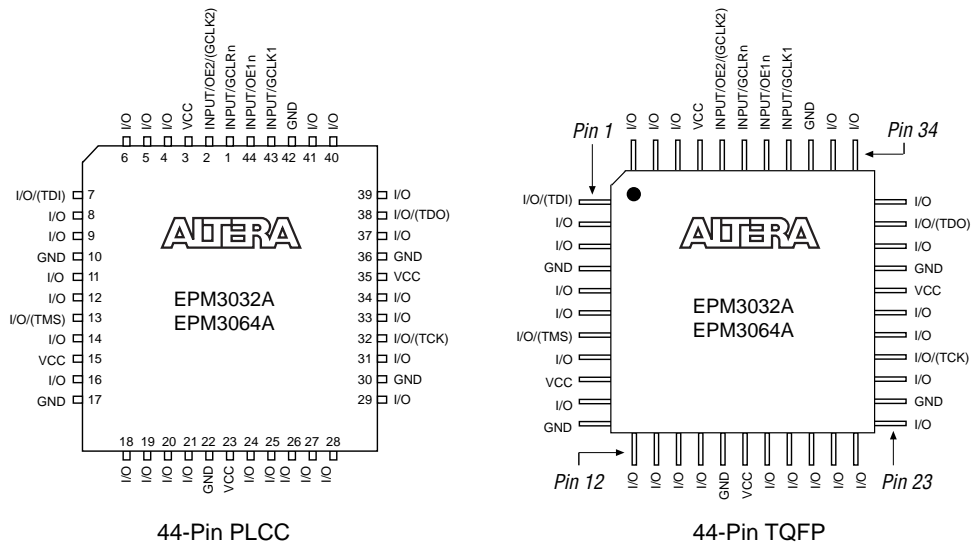 I/O
I/O
I/O
VCC
INPUT/OE2/(GCLK2)
INPUT/GCLRn
INPUT/OE1n
INPUT/GCLK1
GND
I/O
I/O
6 5 4 3 2 1 44 43 42 41 40
I/O/(TDI) 7
I/O 8
I/O 9
GND 10
I/O 11
I/O 12
I/O/(TMS) 13
I/O 14
VCC 15
I/O 16
GND 17
ALTERA
EPM3032A
EPM3064A
39 I/O
38 I/O/(TDO)
37 I/O
36 GND
35 VCC
34 I/O
33 I/O
32 I/O/(TCK)
31 I/O
30 GND
29 I/O
18 19 20 21 22 23 24 25 26 27 28
I/O
I/O
I/O
I/O
GND
VCC
I/O
I/O
I/O
I/O
I/O
44-Pin PLCC
I/O
I/O
I/O
VCC
INPUT/OE2/(GCLK2)
INPUT/GCLRn
INPUT/OE1n
INPUT/GCLK1
GND
I/O
I/O
Pin 1
Pin 34
I/O/(TDI)
I/O
I/O
GND
I/O
I/O
I/O/(TMS)
I/O
VCC
I/O
GND
ALTERA
EPM3032A
EPM3064A
I/O
I/O/(TDO)
I/O
GND
VCC
I/O
I/O
I/O/(TCK)
I/O
GND
I/O
Pin 12
Pin 23
I/O
I/O
I/O
I/O
GND
VCC
I/O
I/O
I/O
I/O
I/O
44-Pin TQFP